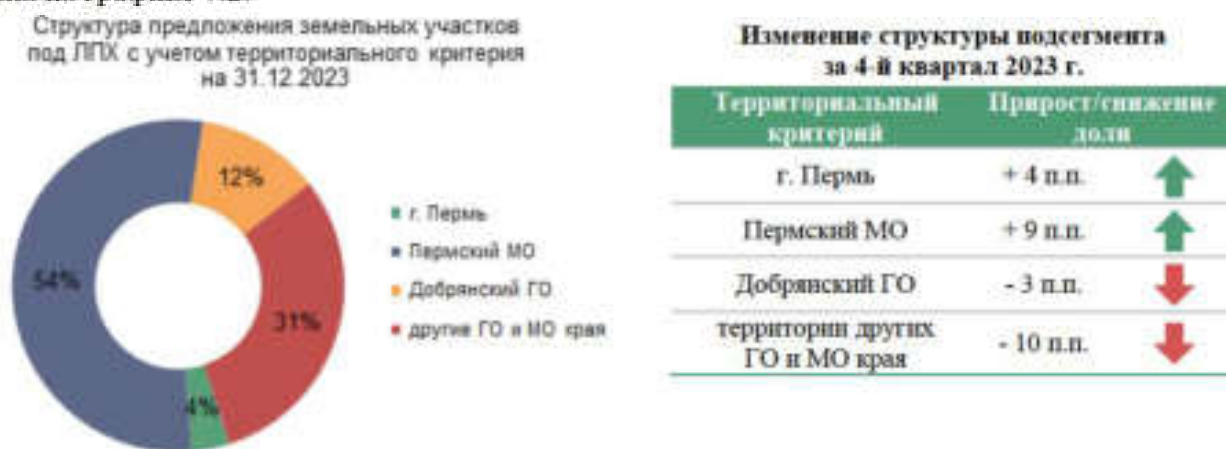 Структура предложения земельных участков
под ЛПХ с учетом территориального критерия
на 31.12.2023
12%
54%
31%
4%
г. Пермь
Пермский МО
Добрянский ГО
другие ГО и МО края
Изменение структуры подсегмента
за 4-й квартал 2023 г.
Территориальный Прирост/снижение
критерий доли
г. Пермь + 4 п.п.
Пермский МО + 9 п.п.
Добрянский ГО - 3 п.п.
территории других
ГО и МО края - 10 п.п.